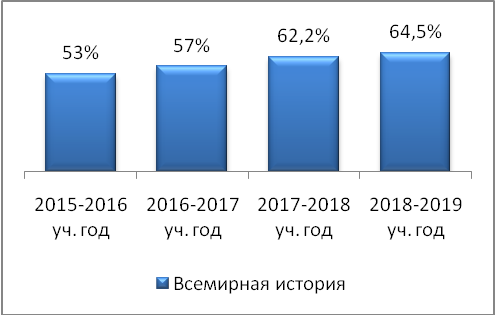 53% 57% 62,2% 64,5%
2015-2016 2016-2017 2017-2018 2018-2019
уч. год уч. год уч. год уч. год
Всемирная история